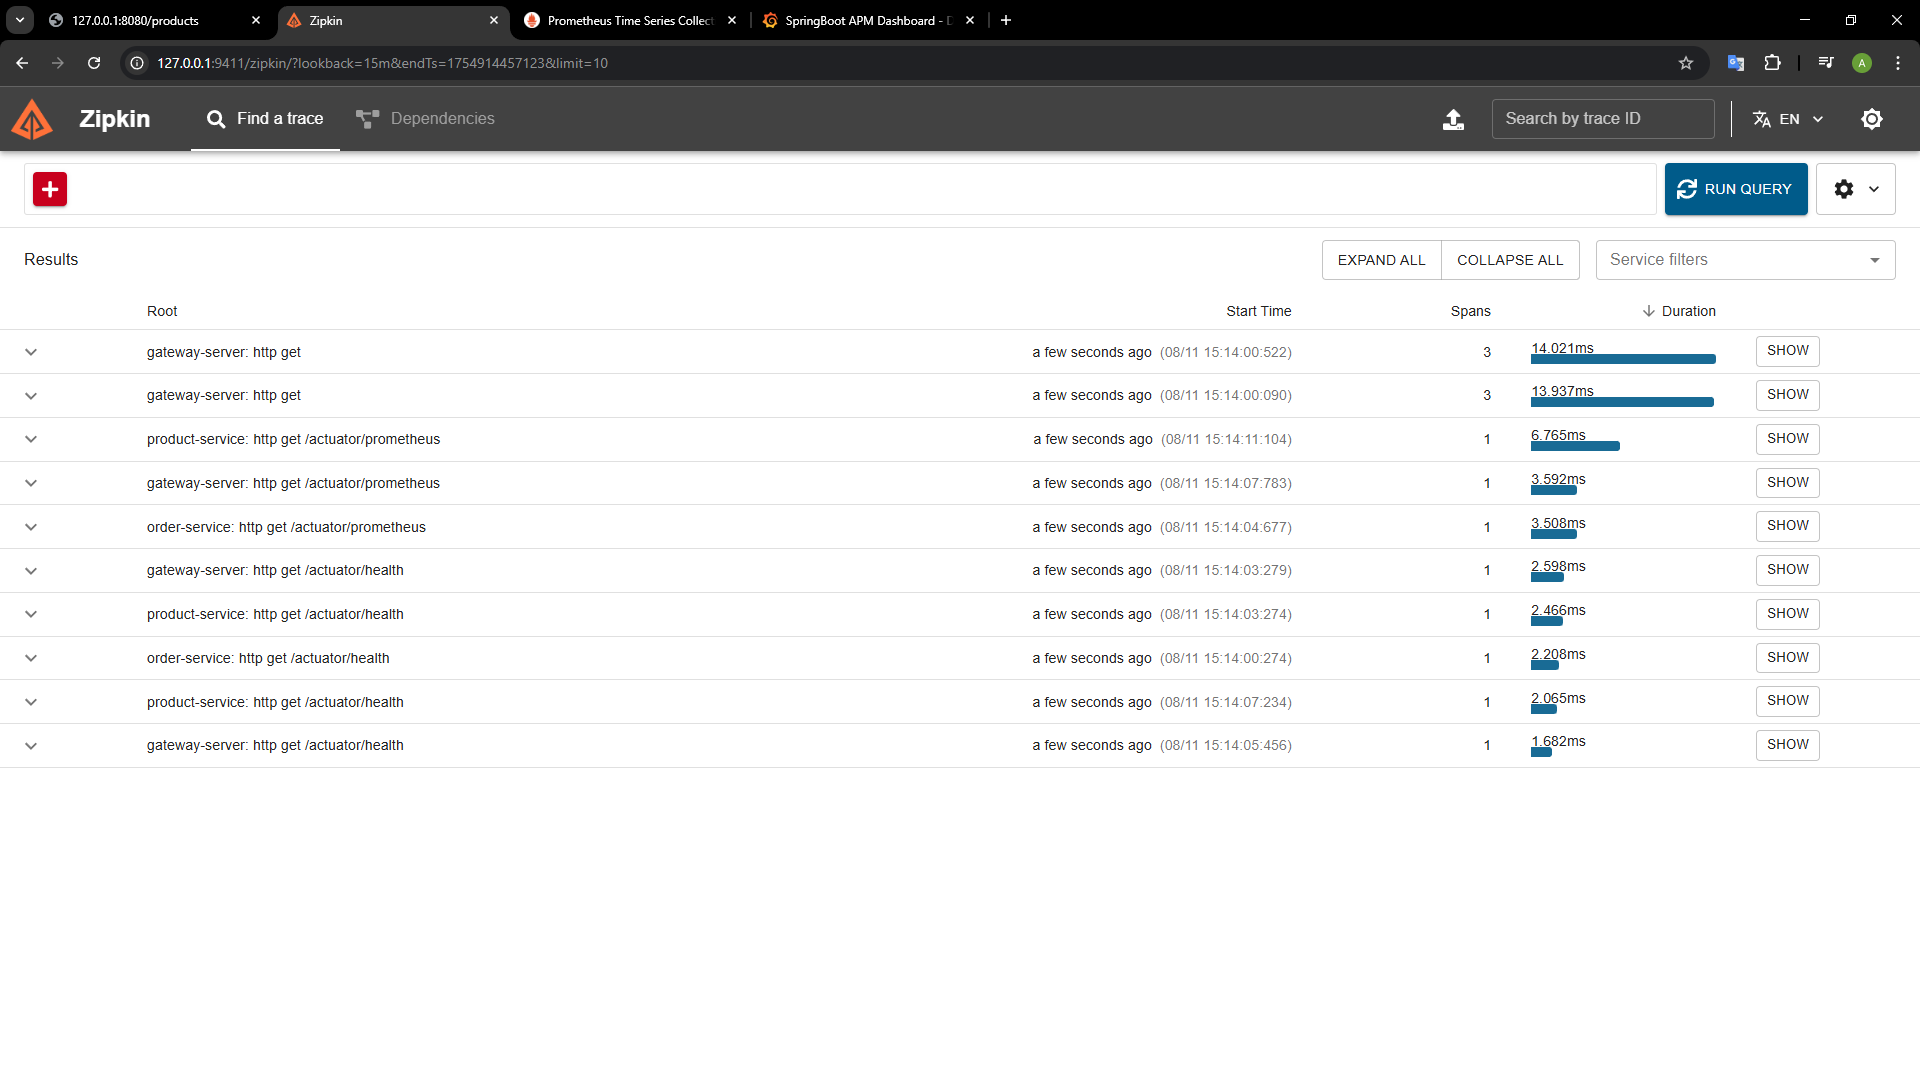 127.0.0.1:8080/products
Zipkin
Prometheus Time Series Collect
SpringBoot APM Dashboard - D
127.0.0.1:9411/zipkin/?lookback=15m&endTs=1754914457123&limit=10
A
Zipkin
Find a trace
Dependencies
Search by trace ID
EN
RUN QUERY
Results
EXPAND ALL
COLLAPSE ALL
Service filters
Root Start Time Spans Duration
gateway-server: http get a few seconds ago (08/11 15:14:00:522) 3 14.021ms SHOW
gateway-server: http get a few seconds ago (08/11 15:14:00:090) 3 13.937ms SHOW
product-service: http get /actuator/prometheus a few seconds ago (08/11 15:14:11:104) 1 6.765ms SHOW
gateway-server: http get /actuator/prometheus a few seconds ago (08/11 15:14:07:783) 1 3.592ms SHOW
order-service: http get /actuator/prometheus a few seconds ago (08/11 15:14:04:677) 1 3.508ms SHOW
gateway-server: http get /actuator/health a few seconds ago (08/11 15:14:03:279) 1 2.598ms SHOW
product-service: http get /actuator/health a few seconds ago (08/11 15:14:03:274) 1 2.466ms SHOW
order-service: http get /actuator/health a few seconds ago (08/11 15:14:00:274) 1 2.208ms SHOW
product-service: http get /actuator/health a few seconds ago (08/11 15:14:07:234) 1 2.065ms SHOW
gateway-server: http get /actuator/health a few seconds ago (08/11 15:14:05:456) 1 1.682ms SHOW